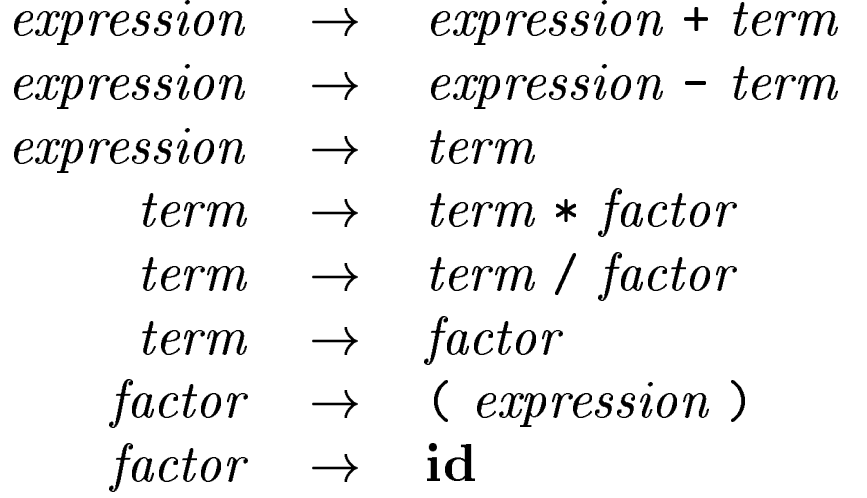 expression → expression + term
expression → expression - term
expression → term
term → term * factor
term → term / factor
term → factor
factor → ( expression )
factor → id